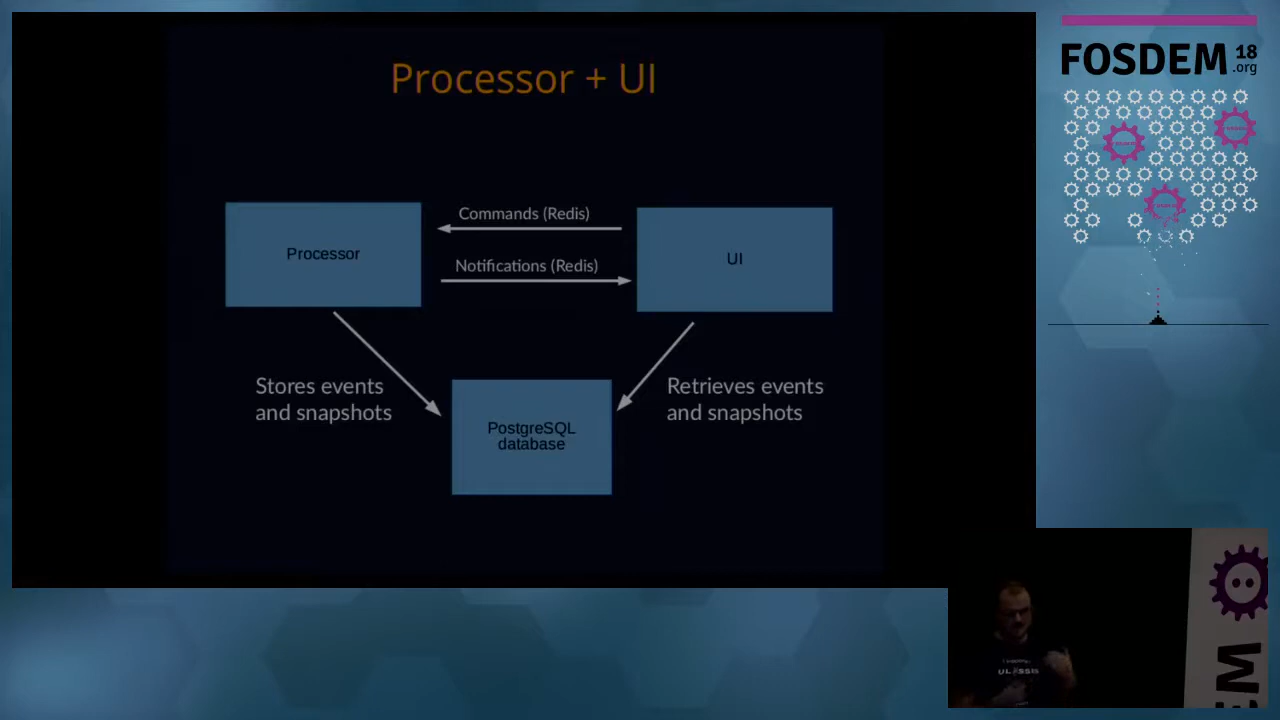 Processor + UI
Commands (Redis)
Processor
UI
Notifications (Redis)
Stores events
and snapshots
Retrieves events
and snapshots
PostgreSQL
database
FOSDEM 18
.org